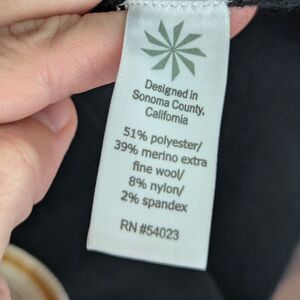 Designed in
Sonoma County,
California
51% polyester/
39% merino extra
fine wool/
8% nylon/
2% spandex
RN #54023